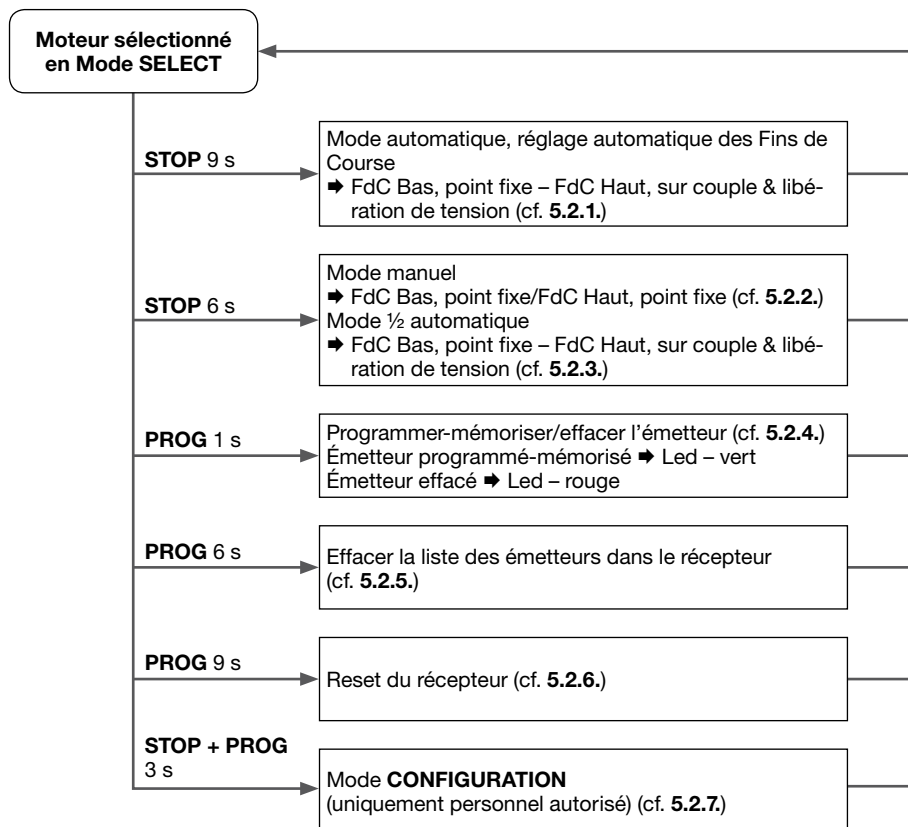 Moteur sélectionné
en Mode SELECT
STOP 9 s
Mode automatique, réglage automatique des Fins de
Course
➡ FdC Bas, point fixe – FdC Haut, sur couple & libé-
ration de tension (cf. 5.2.1.)
STOP 6 s
Mode manuel
➡ FdC Bas, point fixe/FdC Haut, point fixe (cf. 5.2.2.)
Mode ½ automatique
➡ FdC Bas, point fixe – FdC Haut, sur couple & libé-
ration de tension (cf. 5.2.3.)
PROG 1 s
Programmer-mémoriser/effacer l’émetteur (cf. 5.2.4.)
Émetteur programmé-mémorisé ➡ Led – vert
Émetteur effacé ➡ Led – rouge
PROG 6 s
Effacer la liste des émetteurs dans le récepteur
(cf. 5.2.5.)
PROG 9 s
Reset du récepteur (cf. 5.2.6.)
STOP + PROG
3 s
Mode CONFIGURATION
(uniquement personnel autorisé) (cf. 5.2.7.)